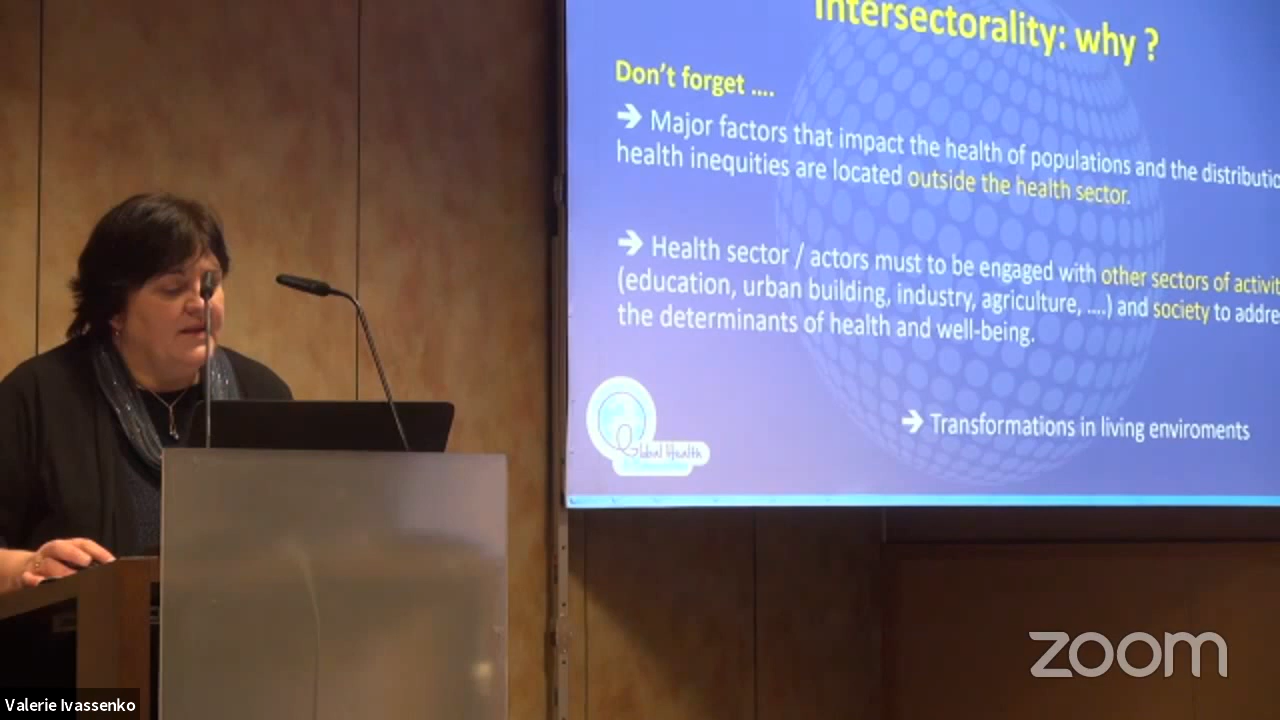 Intersectorality: why ?
Don't forget ....
➔ Major factors that impact the health of populations and the distributio
health inequities are located outside the health sector.
➔ Health sector / actors must to be engaged with other sectors of activit
(education, urban building, industry, agriculture, ....) and society to addre
the determinants of health and well-being.
➔ Transformations in living enviroments
Global Health
zoom
Valerie Ivassenko